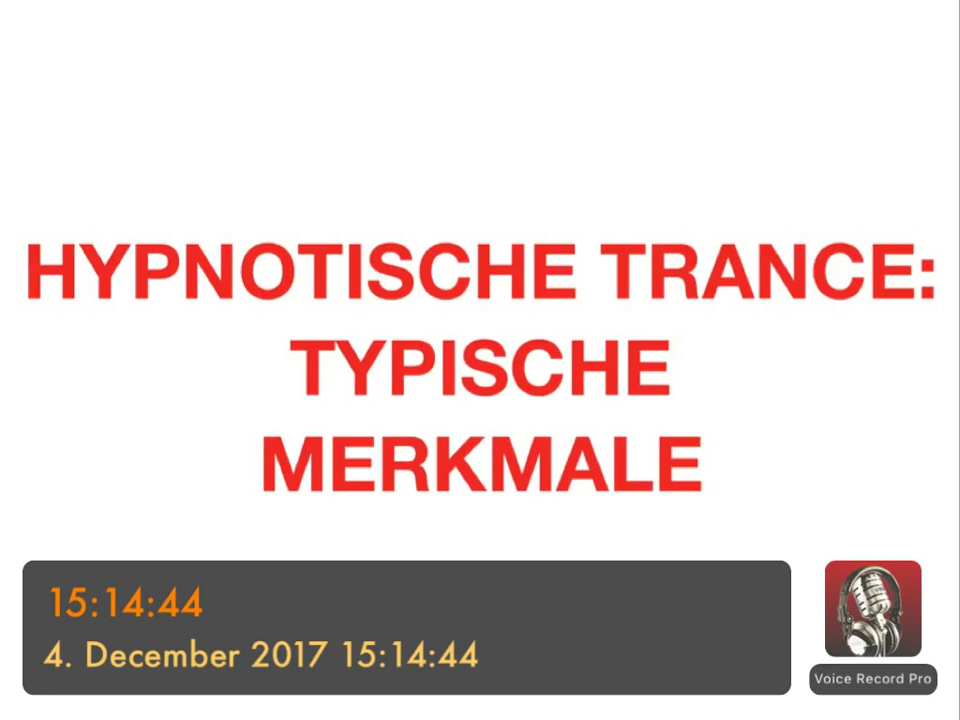 HYPNOTISCHE TRANCE:
TYPISCHE
MERKMALE
15:14:44
4. December 2017 15:14:44
Voice Record Pro